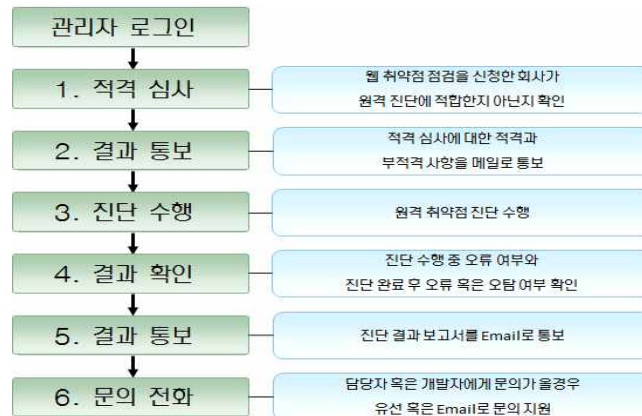 관리자 로그인
1. 적격 심사
웹 취약점 점검을 신청한 회사가
원격 진단에 적합한지 아닌지 확인
2. 결과 통보
적격 심사에 대한 적격과
부적격 사항을 메일로 통보
3. 진단 수행
원격 취약점 진단 수행
4. 결과 확인
진단 수행 중 오류 여부와
진단 완료 후 오류 혹은 오탐 여부 확인
5. 결과 통보
진단 결과 보고서를 Email로 통보
6. 문의 전화
담당자 혹은 개발자에게 문의가 올경우
유선 혹은 Email로 문의 지원